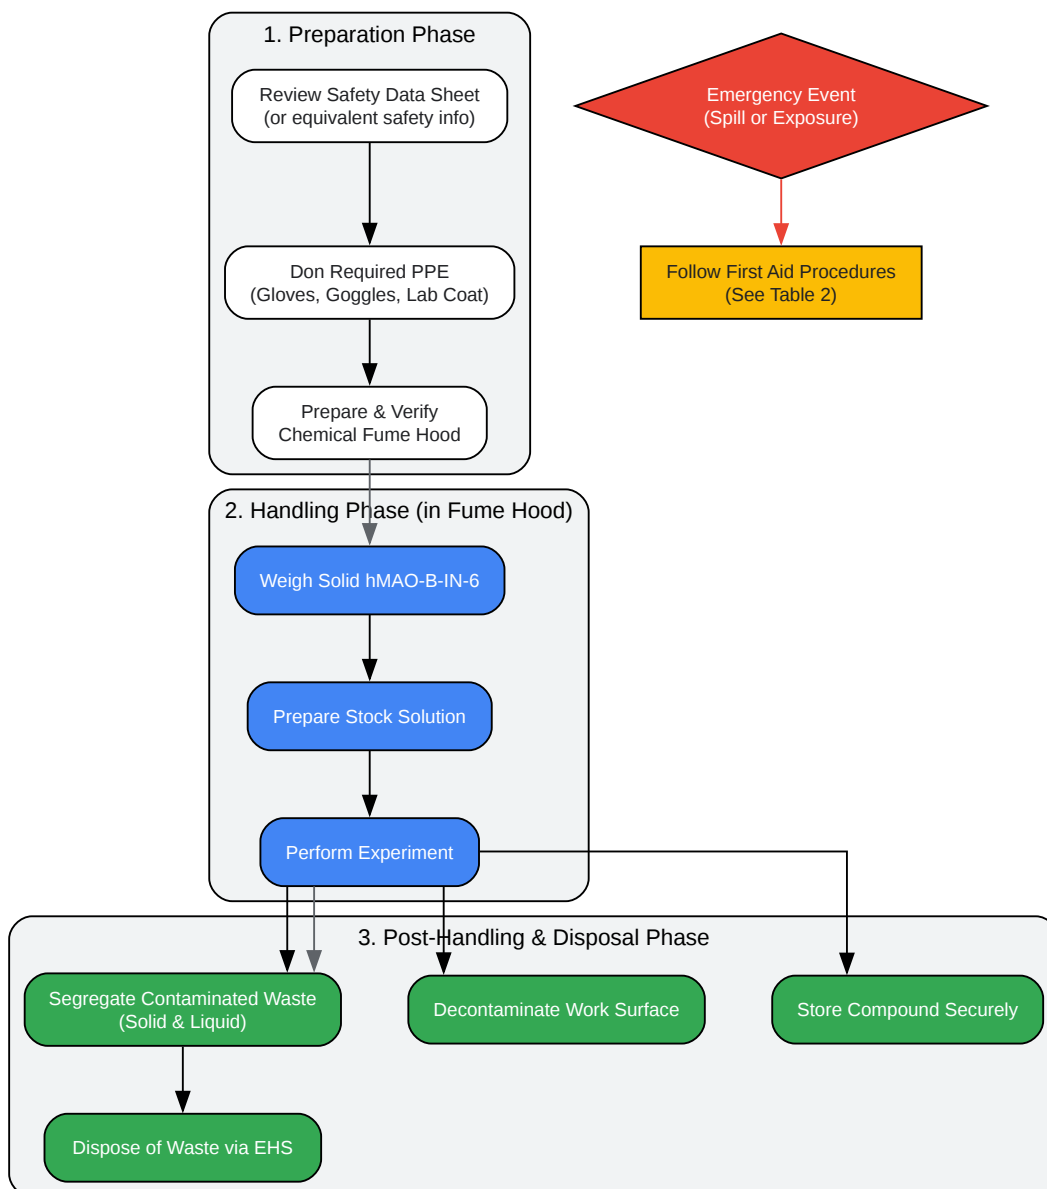 1. Preparation Phase
Review Safety Data Sheet
(or equivalent safety info)
Don Required PPE
(Gloves, Goggles, Lab Coat)
Prepare & Verify
Chemical Fume Hood
Emergency Event
(Spill or Exposure)
Follow First Aid Procedures
(See Table 2)
2. Handling Phase (in Fume Hood)
Weigh Solid hMAO-B-IN-6
Prepare Stock Solution
Perform Experiment
3. Post-Handling & Disposal Phase
Segregate Contaminated Waste
(Solid & Liquid)
Decontaminate Work Surface
Store Compound Securely
Dispose of Waste via EHS